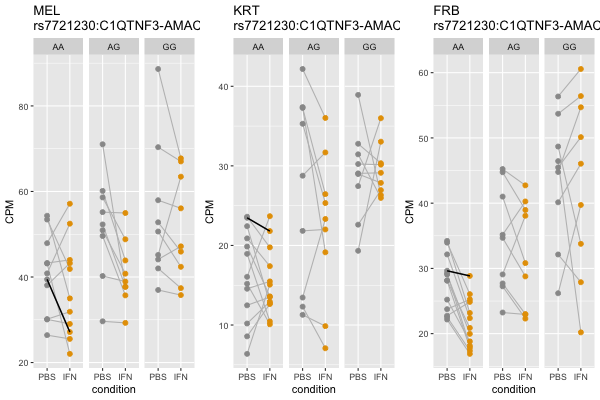 MEL
rs7721230:C1QTNF3-AMAC
AA AG GG
CPM
80
60
40
20
PBS IFN PBS IFN PBS IFN
condition
KRT
rs7721230:C1QTNF3-AMAC
AA AG GG
CPM
40
30
20
10
PBS IFN PBS IFN PBS IFN
condition
FRB
rs7721230:C1QTNF3-AMAC
AA AG GG
CPM
60
50
40
30
20
PBS IFN PBS IFN PBS IFN
condition